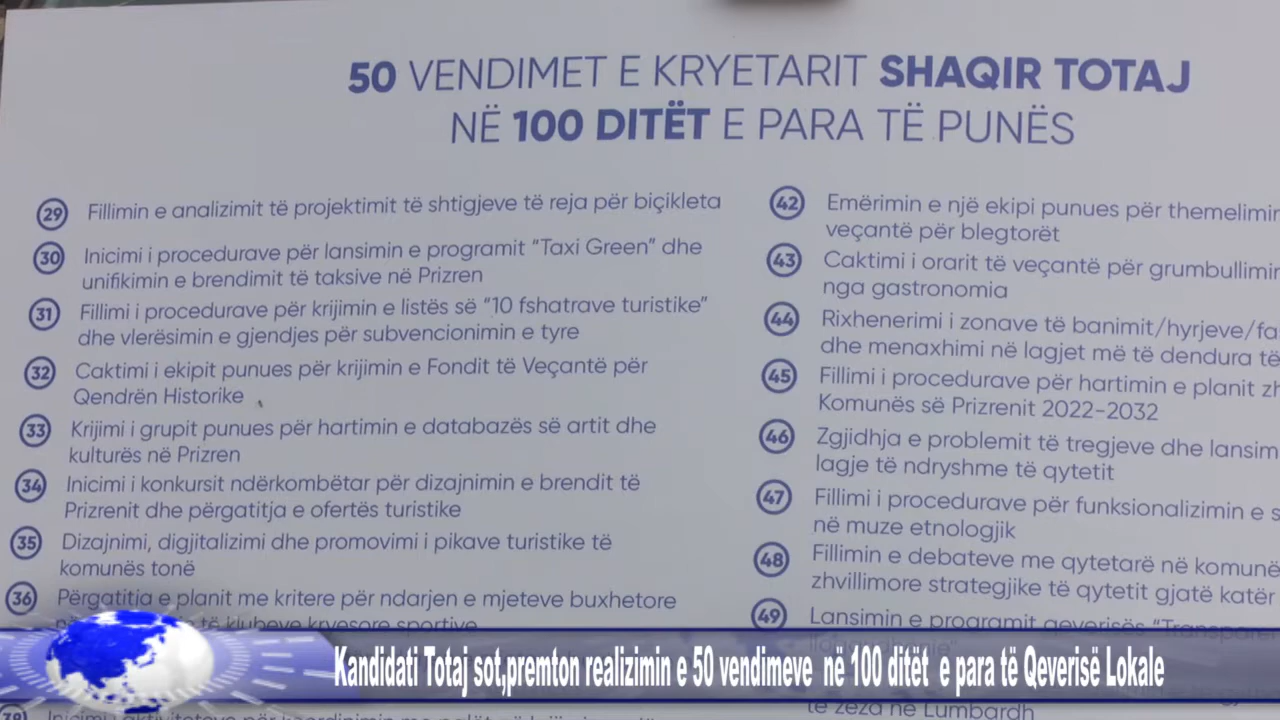 50 VENDIMET E KRYETARIT SHAQIR TOTAJ
NË 100 DITËT E PARA TË PUNËS
29 Fillimin e analizimit të projektimit të shtigjeve të reja për biçikleta
30 Inicimi i procedurave për lansimin e programit "Taxi Green" dhe
unifikimin e brendimit të taksive në Prizren
31 Fillimi i procedurave për krijimin e listës së "10 fshatrave turistike"
dhe vlerësimin e gjendjes për subvencionimin e tyre
32 Caktimi i ekipit punues për krijimin e Fondit të Veçantë për
Qendrën Historike
33 Krijimi i grupit punues për hartimin e databazës së artit dhe
kulturës në Prizren
34 Inicimi i konkursit ndërkombëtar për dizajnimin e brendit të
Prizrenit dhe përgatitja e ofertës turistike
35 Dizajnimi, digjitalizimi dhe promovimi i pikave turistike të
komunës tonë
36 Përgatitja e planit me kritere për ndarjen e mjeteve buxhetore
të klubeve kryesore sportive
42 Emërimin e një ekipi punues për themelimin
veçantë për blegtorët
43 Caktimi i orarit të veçantë për grumbullimin
nga gastronomia
44 Rixhenerimi i zonave të banimit/hyrjeve/fa
dhe menaxhimi në lagjet më të dendura të
45 Fillimi i procedurave për hartimin e planit zh
Komunës së Prizrenit 2022-2032
46 Zgjidhja e problemit të tregjeve dhe lansim
lagje të ndryshme të qytetit
47 Fillimi i procedurave për funksionalizimin e s
në muze etnologjik
48 Fillimin e debateve me qytetarë në komunë
zhvillimore strategjike të qytetit gjatë katër
49 Lansimin e programit qeverisës "Transparen
të zeza në Lumbardh
Kandidati Totaj sot,premton realizimin e 50 vendimeve në 100 ditët e para të Qeverisë Lokale